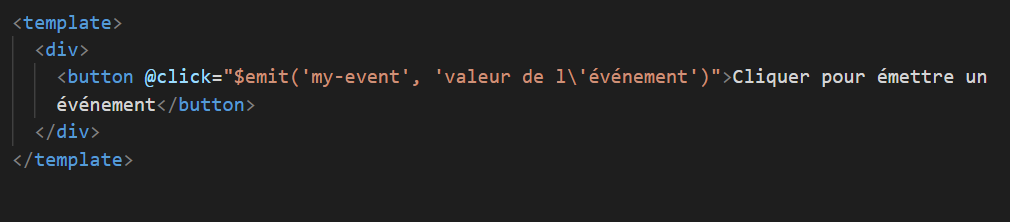 <template>
<div>
<button @click="$emit('my-event', 'valeur de l\'événement')">Cliquer pour émettre un
événement</button>
</div>
</template>